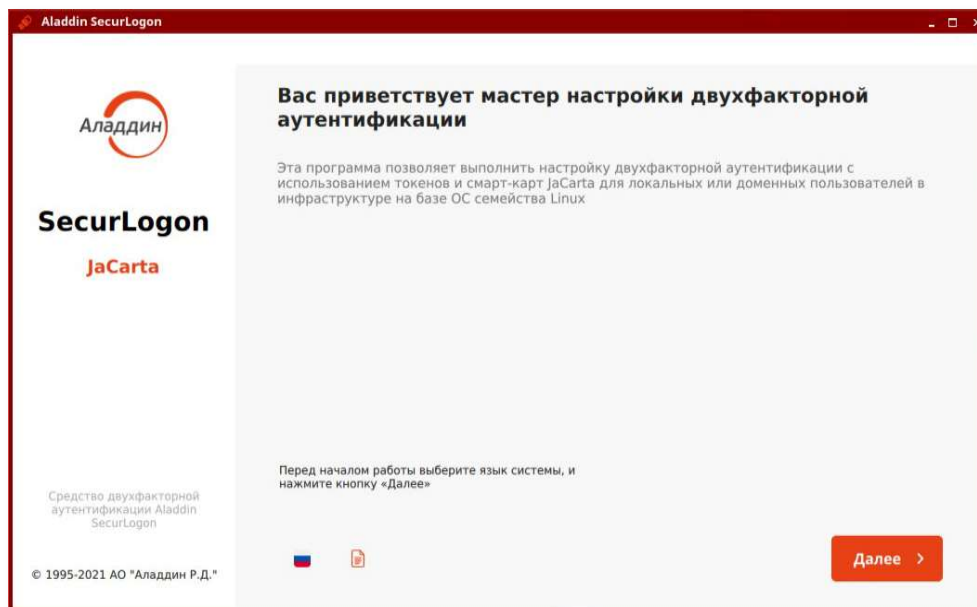 Aladdin SecurLogon
Аладдин
SecurLogon
JaCarta
Средство двухфакторной
аутентификации Aladdin
SecurLogon
© 1995-2021 АО "Аладдин Р.Д."
Вас приветствует мастер настройки двухфакторной
аутентификации
Эта программа позволяет выполнить настройку двухфакторной аутентификации с
использованием токенов и смарт-карт JaCarta для локальных или доменных пользователей в
инфраструктуре на базе ОС семейства Linux
Перед началом работы выберите язык системы, и
нажмите кнопку «Далее»
Далее